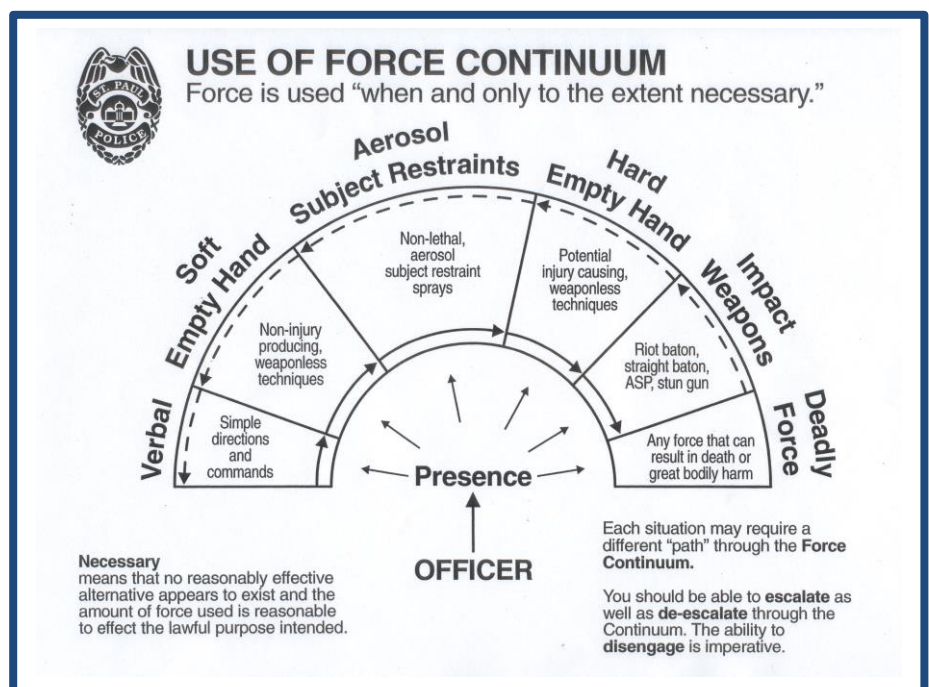 ST. PAUL
POLICE
USE OF FORCE CONTINUUM
Force is used “when and only to the extent necessary.”
Verbal
Soft
Empty Hand
Aerosol
Subject Restraints
Hard
Empty Hand
Impact
Weapons
Deadly
Force
Simple
directions
and
commands
Non-injury
producing,
weaponless
techniques
Non-lethal,
aerosol
subject restraint
sprays
Potential
injury causing,
weaponless
techniques
Riot baton,
straight baton,
ASP, stun gun
Any force that can
result in death or
great bodily harm
Presence
OFFICER
Necessary
means that no reasonably effective
alternative appears to exist and the
amount of force used is reasonable
to effect the lawful purpose intended.
Each situation may require a
different “path” through the Force
Continuum.
You should be able to escalate as
well as de-escalate through the
Continuum. The ability to
disengage is imperative.